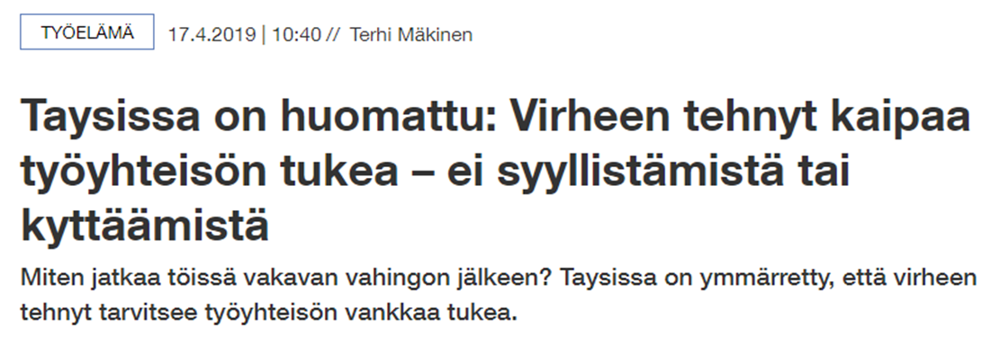 TYÖELÄMÄ 17.4.2019 | 10:40 // Terhi Mäkinen
Taysissa on huomattu: Virheen tehnyt kaipaa
työyhteisön tukea – ei syyllistämistä tai
kyttäämistä
Miten jatkaa töissä vakavan vahingon jälkeen? Taysissa on ymmärretty, että virheen
tehnyt tarvitsee työyhteisön vankkaa tukea.